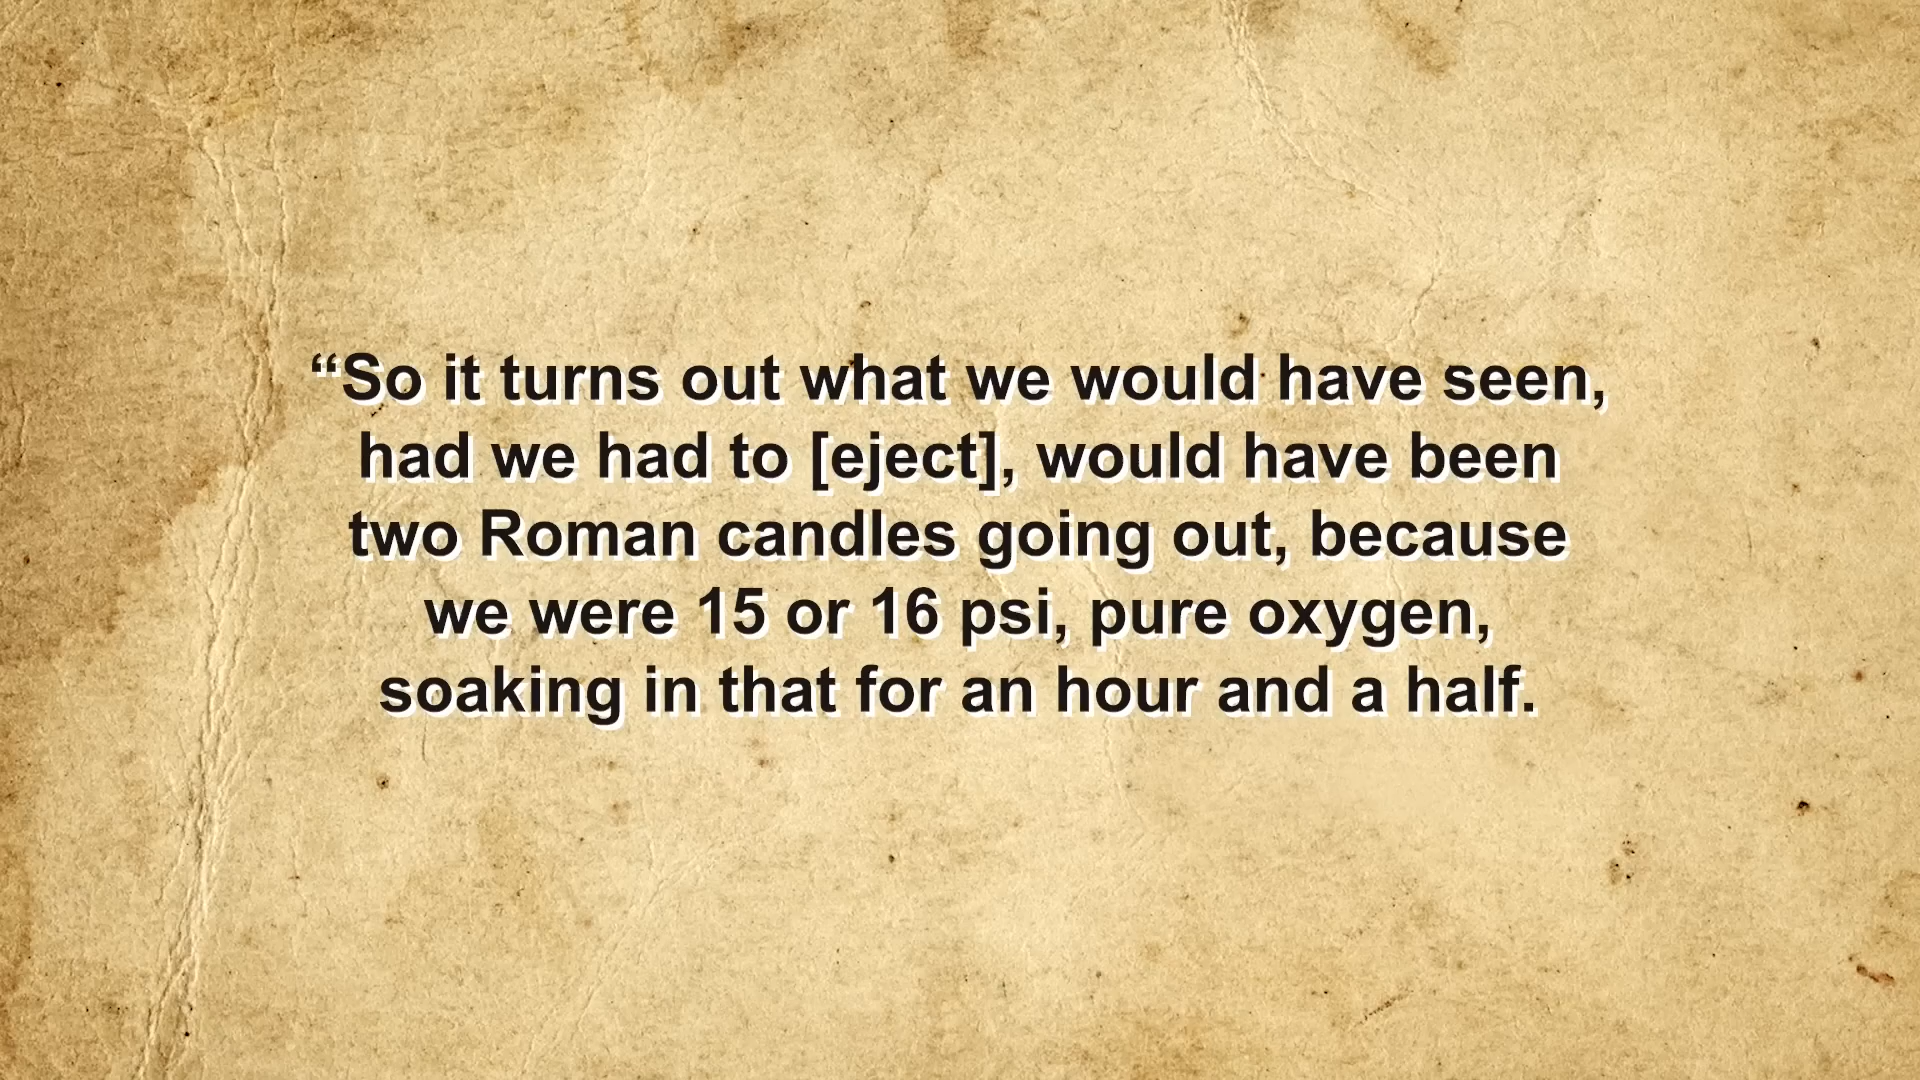 “So it turns out what we would have seen,
had we had to [eject], would have been
two Roman candles going out, because
we were 15 or 16 psi, pure oxygen,
soaking in that for an hour and a half.